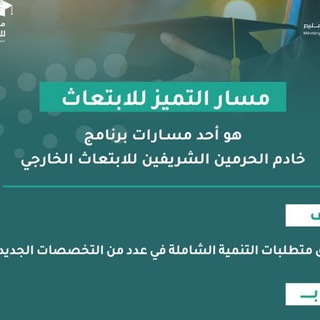 مسار التميز للابتعاث
هو أحد مسارات برنامج
خادم الحرمين الشريفين للابتعاث الخارجي
متطلبات التنمية الشاملة في عدد من التخصصات